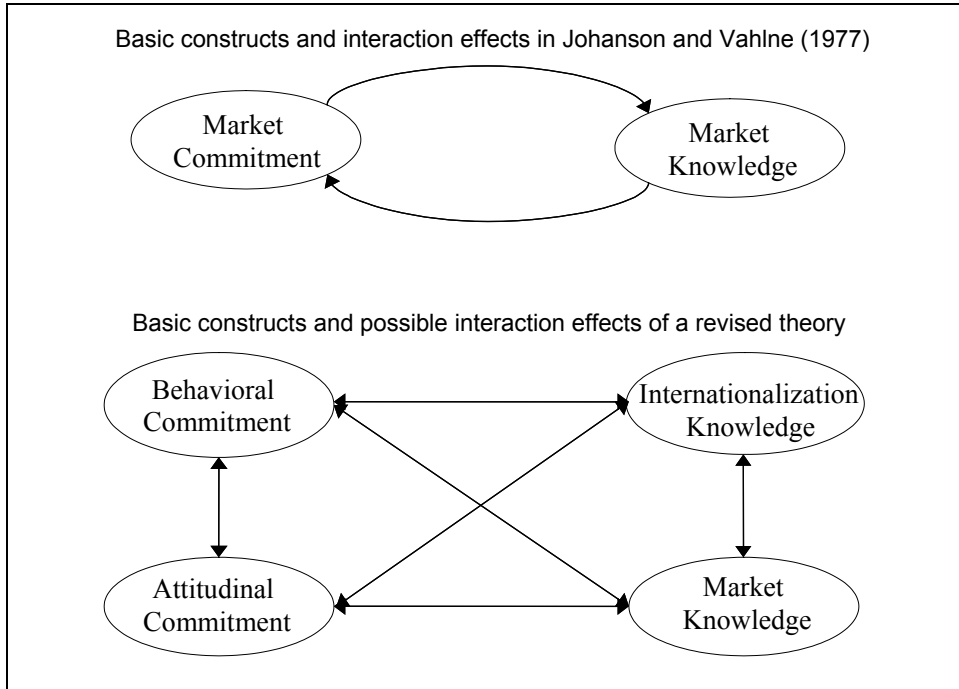 Basic constructs and interaction effects in Johanson and Vahlne (1977)
Market
Commitment
Market
Knowledge
Basic constructs and possible interaction effects of a revised theory
Behavioral
Commitment
Internationalization
Knowledge
Attitudinal
Commitment
Market
Knowledge